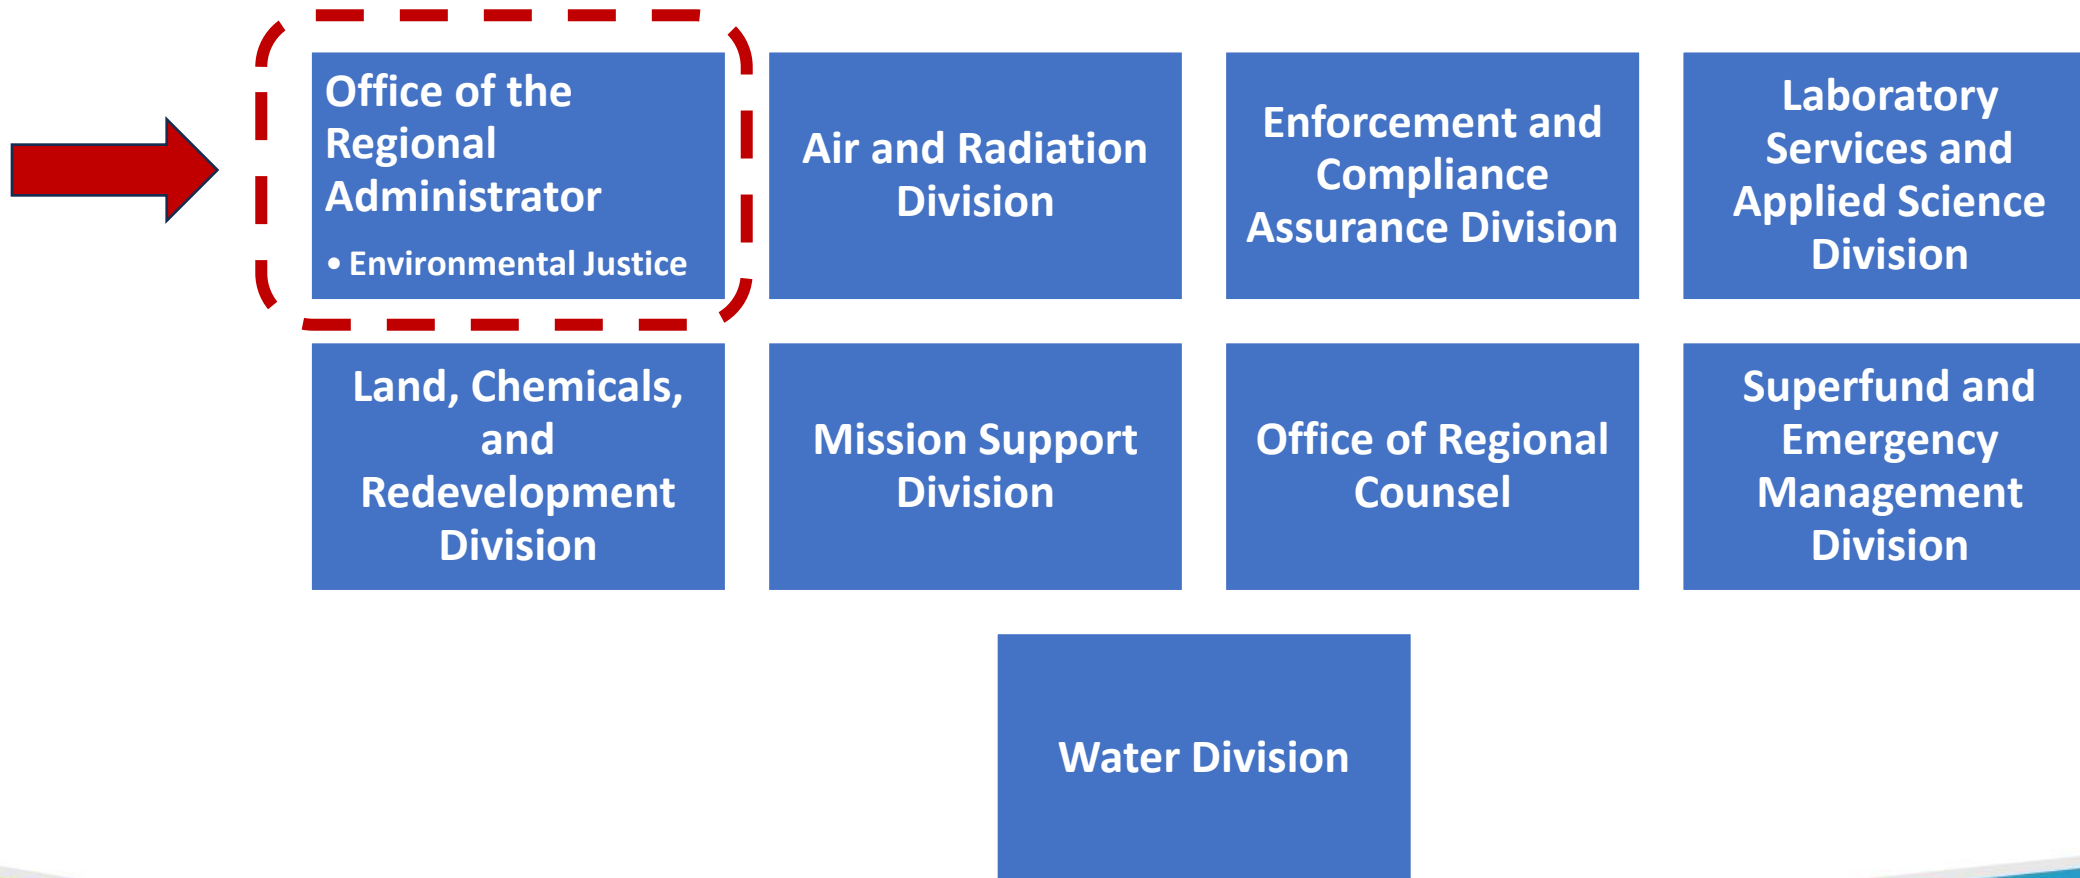 Office of the
Regional
Administrator
• Environmental Justice
Air and Radiation
Division
Enforcement and
Compliance
Assurance Division
Laboratory
Services and
Applied Science
Division
Land, Chemicals,
and
Redevelopment
Division
Mission Support
Division
Office of Regional
Counsel
Superfund and
Emergency
Management
Division
Water Division